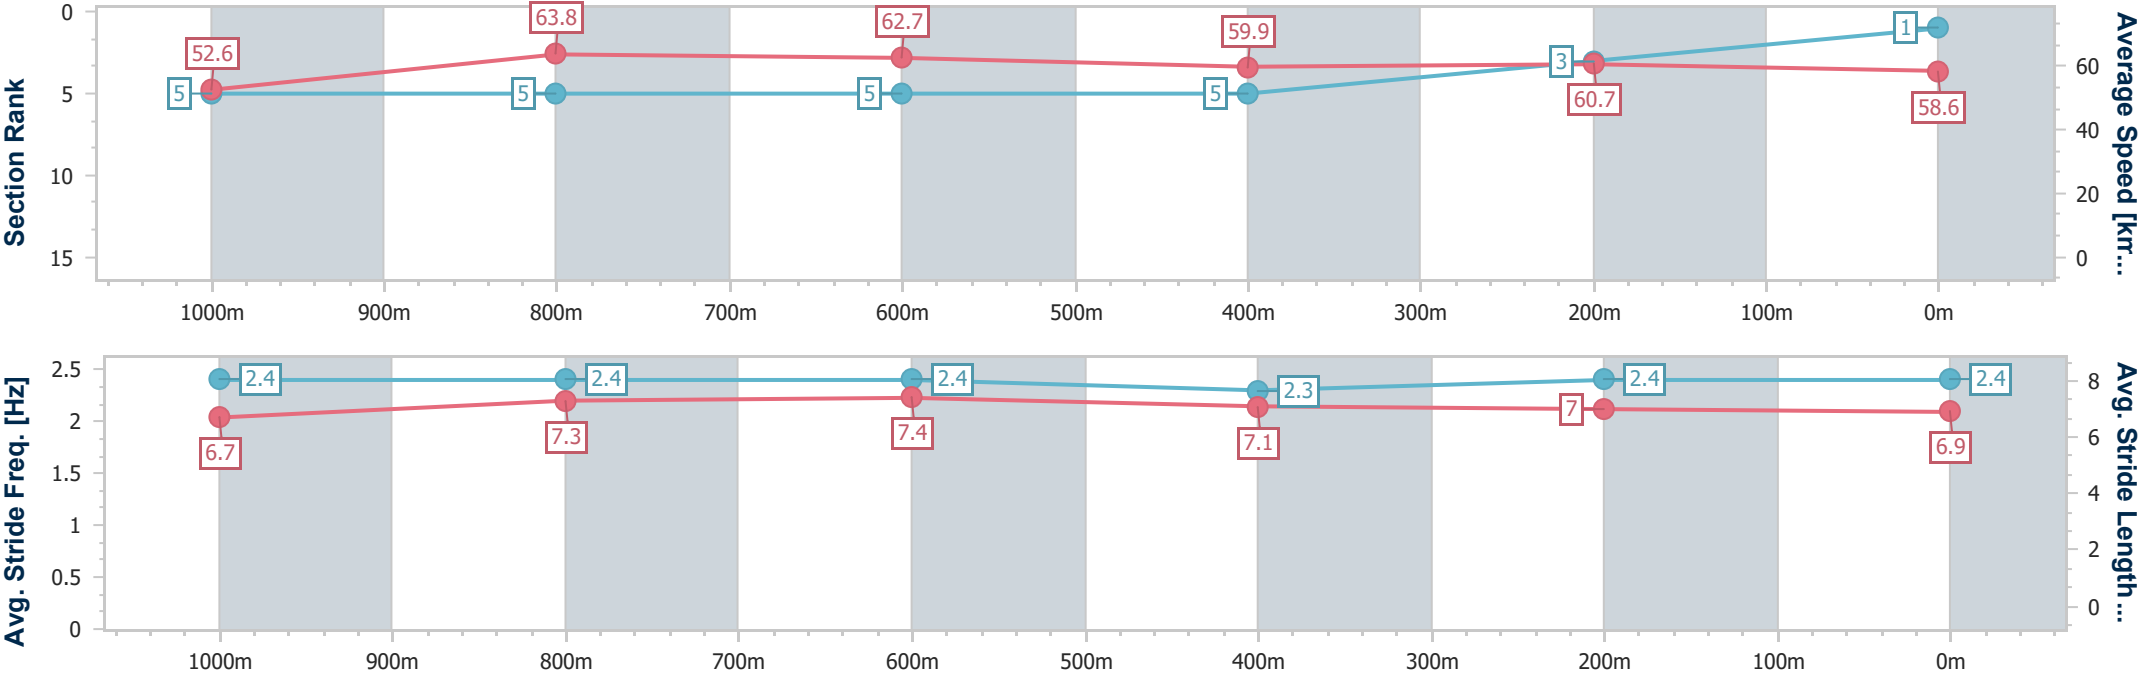 Section Rank
0
5
10
15
52.6
63.8
62.7
59.9
60.7
58.6
5
5
5
5
3
1
60
40
20
0
Average Speed [km...
1000m
900m
800m
700m
600m
500m
400m
300m
200m
100m
0m
Avg. Stride Freq. [Hz]
2.5
2
1.5
1
0.5
0
2.4
2.4
2.4
2.3
2.4
2.4
6.7
7.3
7.4
7.1
7
6.9
8
6
4
2
0
Avg. Stride Length ...
1000m
900m
800m
700m
600m
500m
400m
300m
200m
100m
0m